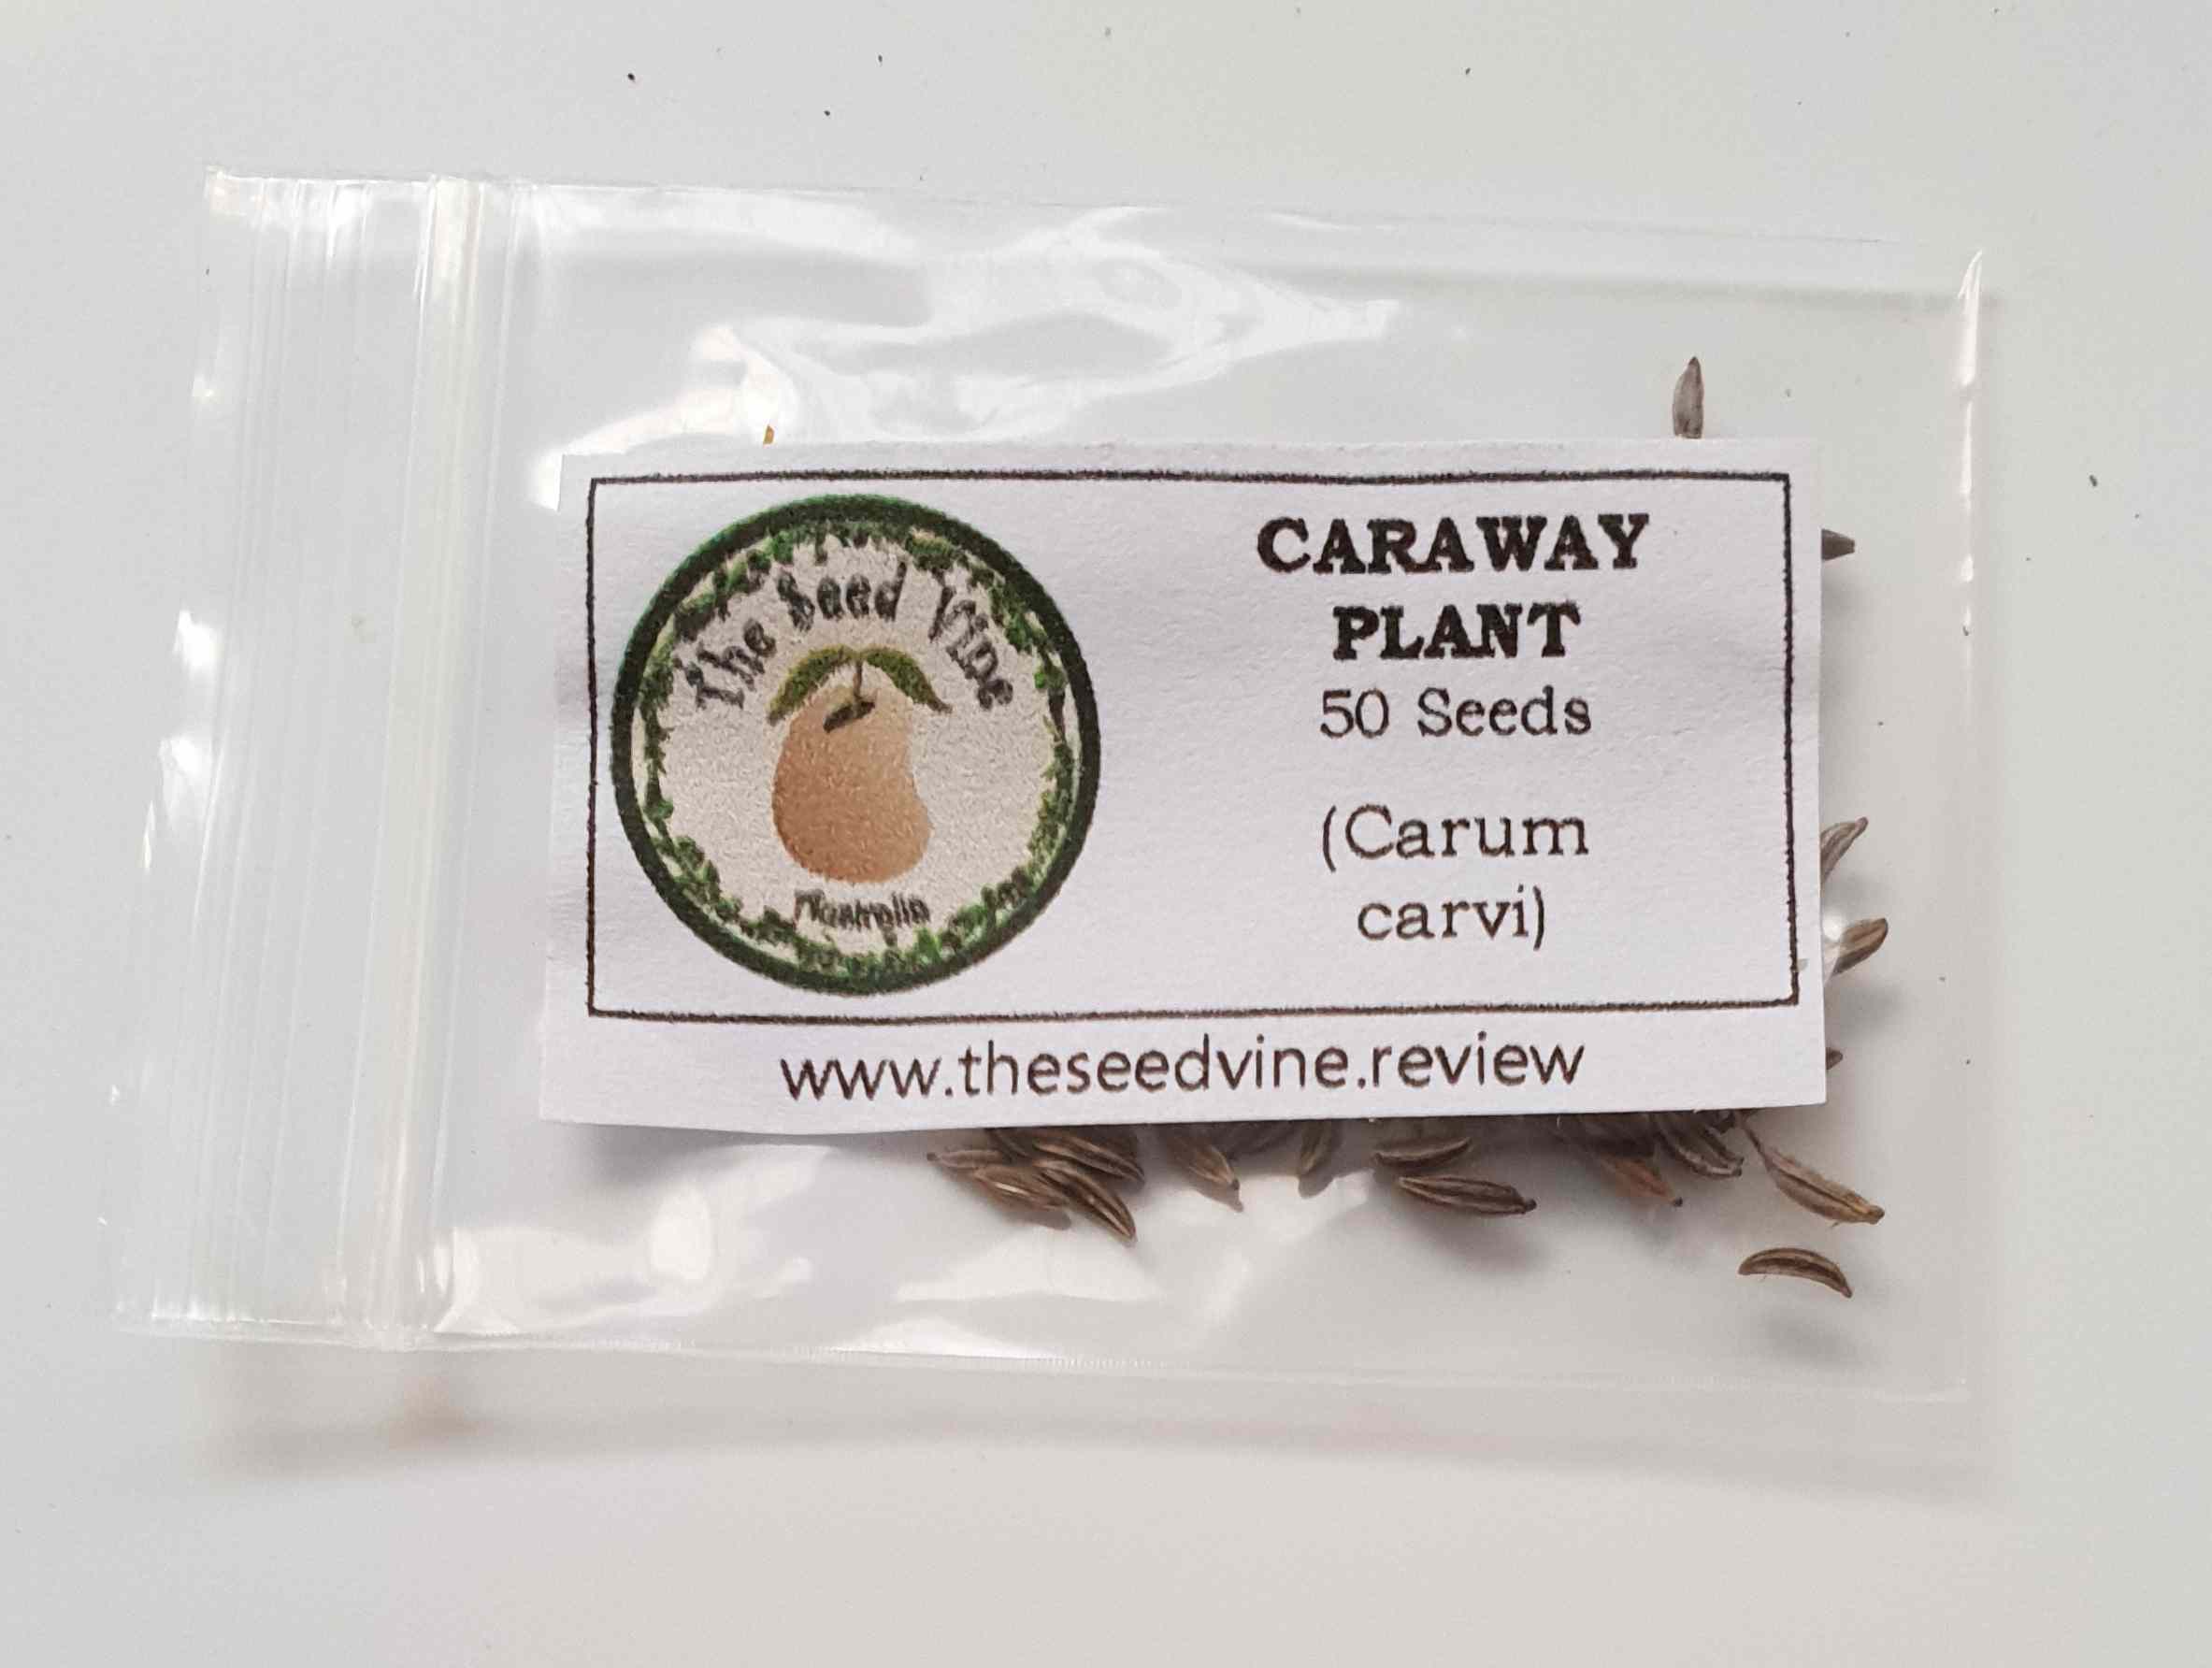 The Seed Vine
Australia
CARAWAY
PLANT
50 Seeds
(Carum
carvi)
www.theseedvine.review